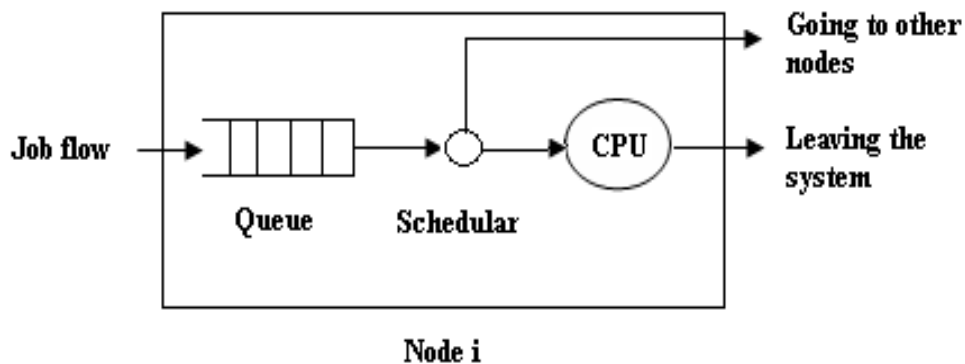 Going to other
nodes
Job flow
CPU
Leaving the
system
Queue
Schedular
Node i